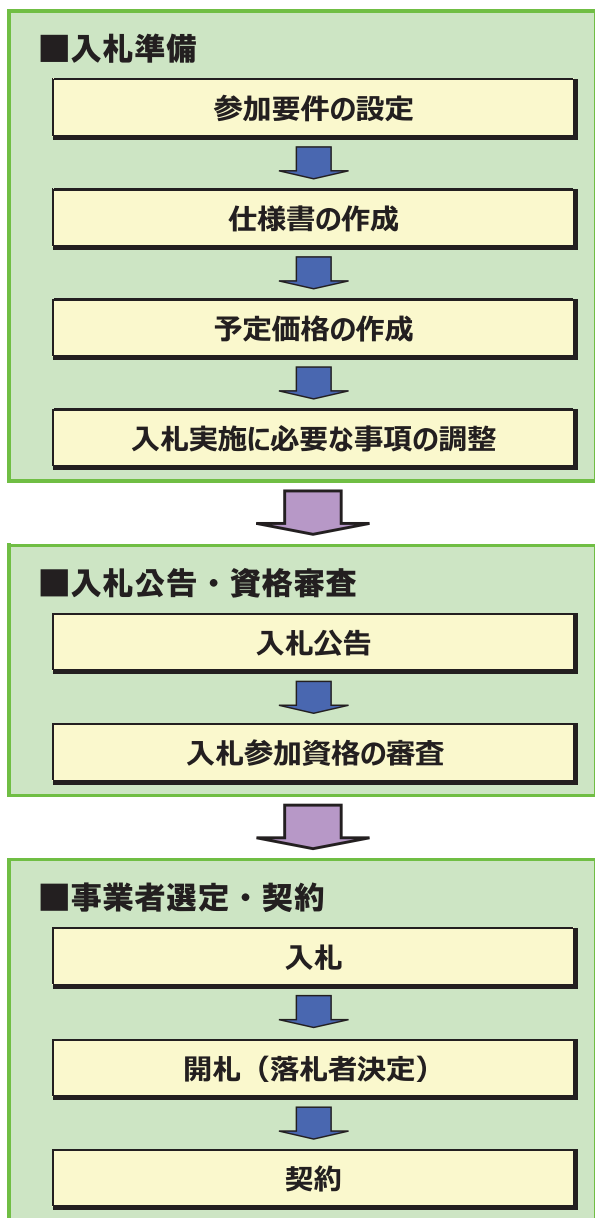 ■入札準備
参加要件の設定
仕様書の作成
予定価格の作成
入札実施に必要な事項の調整
■入札公告・資格審査
入札公告
入札参加資格の審査
■事業者選定・契約
入札
開札（落札者決定）
契約